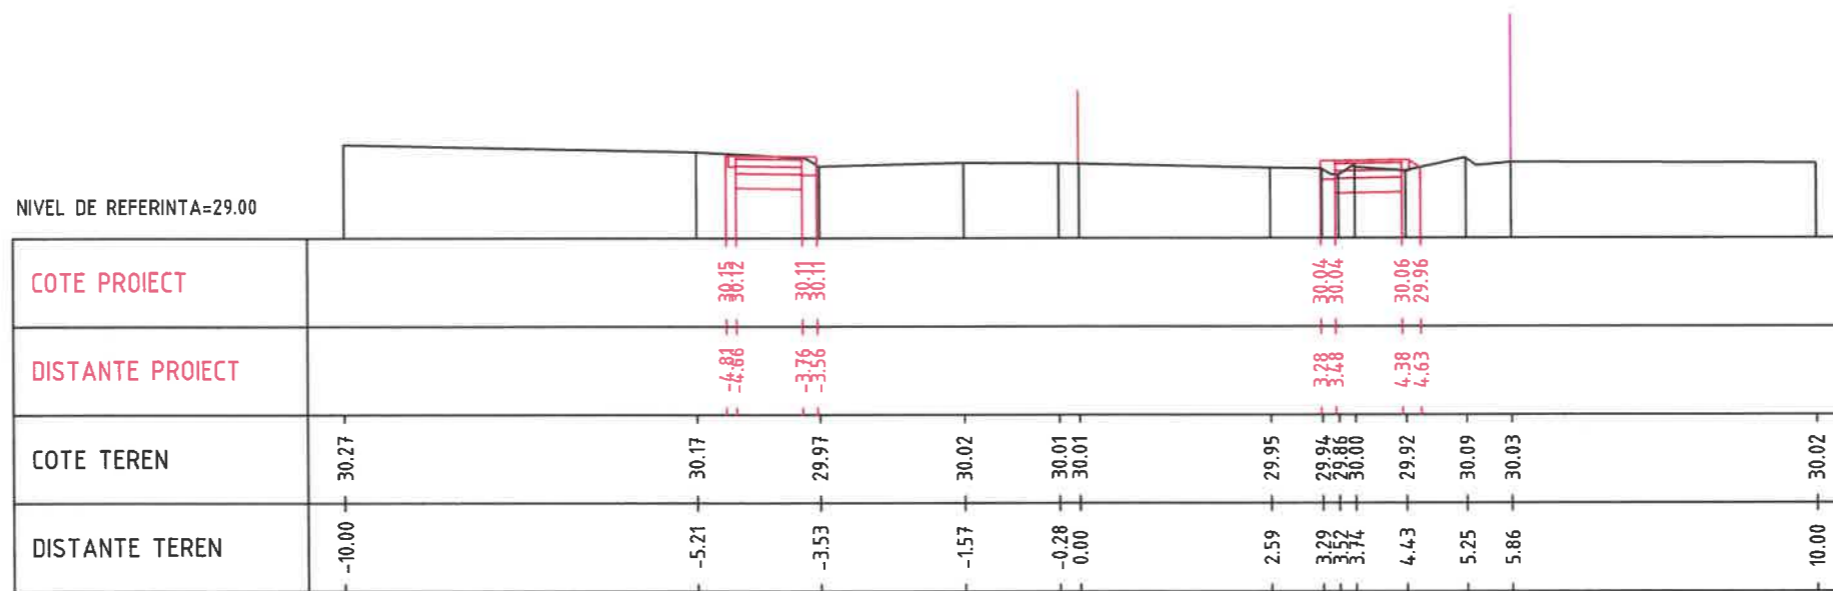 NIVEL DE REFERINTA=29.00
COTE PROIECT
30.15 30.12 30.11 30.11 30.04 30.04 30.06 29.96
DISTANTE PROIECT
-4.81 -4.66 -3.76 -3.56 3.28 3.48 4.38 4.63
COTE TEREN
30.27 30.17 29.97 30.02 30.01 30.01 29.95 29.94 29.86 30.00 29.92 30.09 30.03 30.02
DISTANTE TEREN
-10.00 -5.21 -3.53 -1.57 -0.28 0.00 2.59 3.29 3.52 3.74 4.43 5.25 5.86 10.00